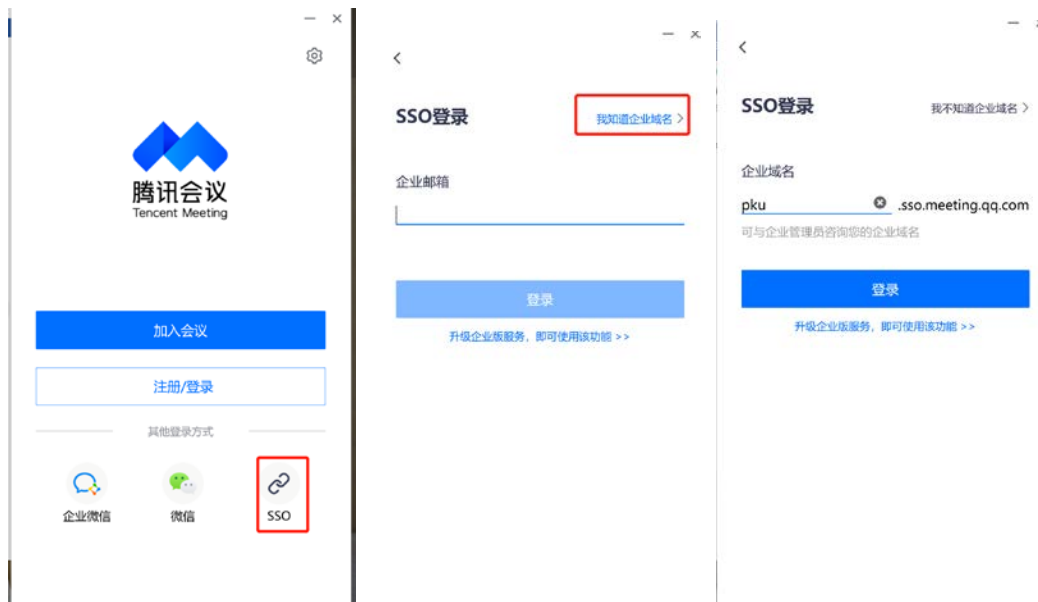 腾讯会议
Tencent Meeting
加入会议
注册/登录
其他登录方式
企业微信
微信
SSO
SSO登录
我知道企业域名 >
企业邮箱
登录
升级企业版服务，即可使用该功能 >>
SSO登录
我不知道企业域名 >
企业域名
pku .sso.meeting.qq.com
可与企业管理员咨询您的企业域名
登录
升级企业版服务，即可使用该功能 >>